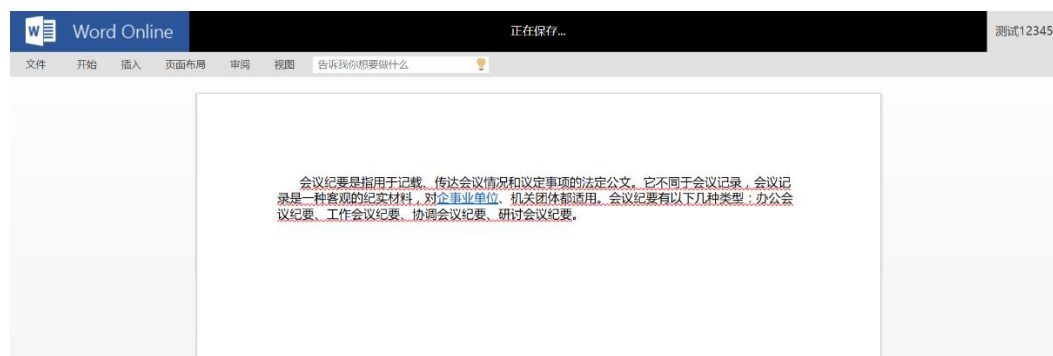 Word Online
正在保存...
测试12345
文件 开始 插入 页面布局 审阅 视图 告诉我你想要做什么
会议纪要是指用于记载、传达会议情况和议定事项的法定公文。它不同于会议记录，会议记
录是一种客观的纪实材料，对企事业单位、机关团体都适用。会议纪要有以下几种类型：办公会
议纪要、工作会议纪要、协调会议纪要、研讨会议纪要。